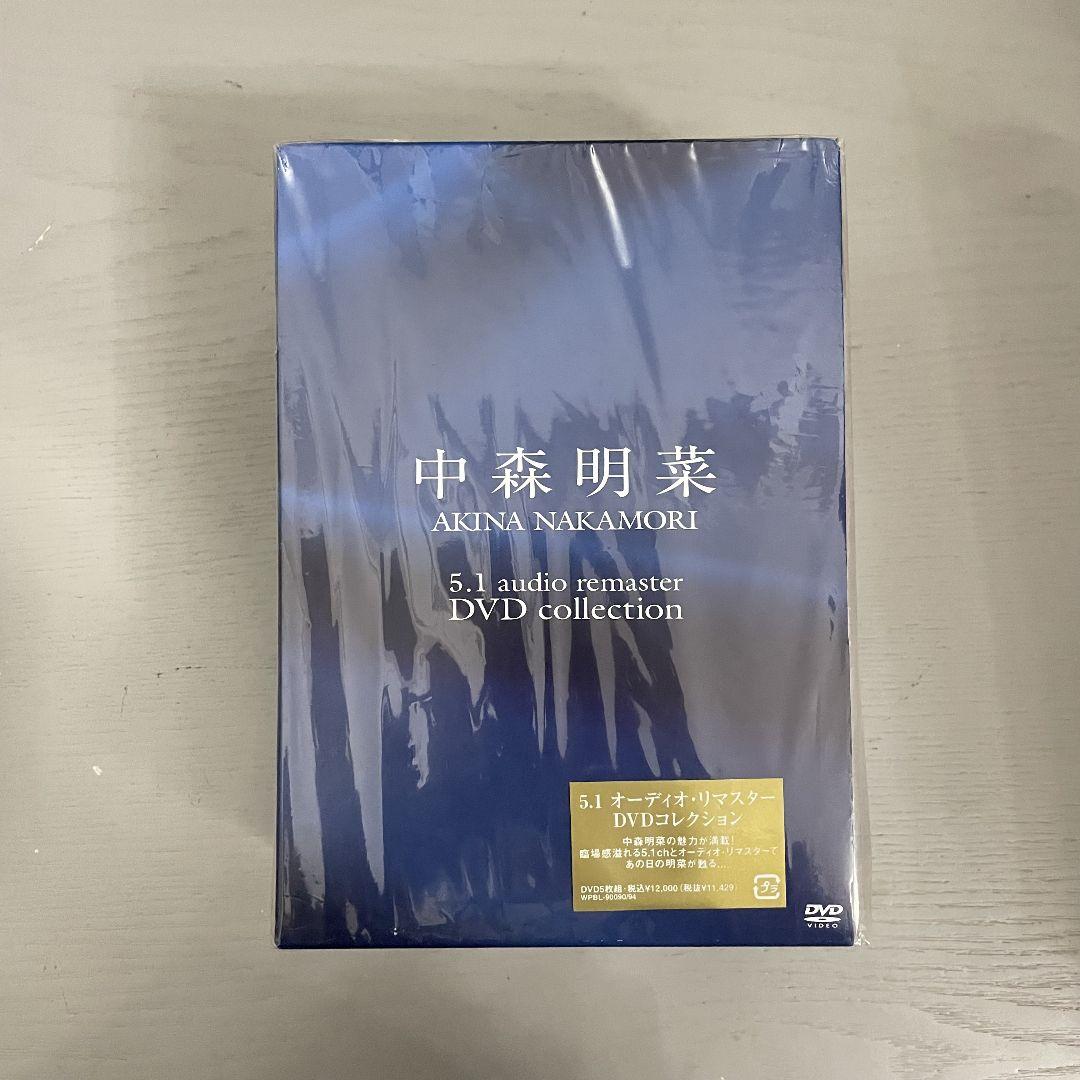 中森明菜
AKINA NAKAMORI
5.1 audio remaster
DVD collection
5.1 オーディオ・リマスター
DVDコレクション
中森明菜の魅力が満載!
臨場感溢れる5.1chとオーディオ・リマスターで
あの日の明菜が甦る....
DVD5枚組・税込¥12,000(税抜¥11,429)
WPBL-90090/94
プラ
DVD
VIDEO